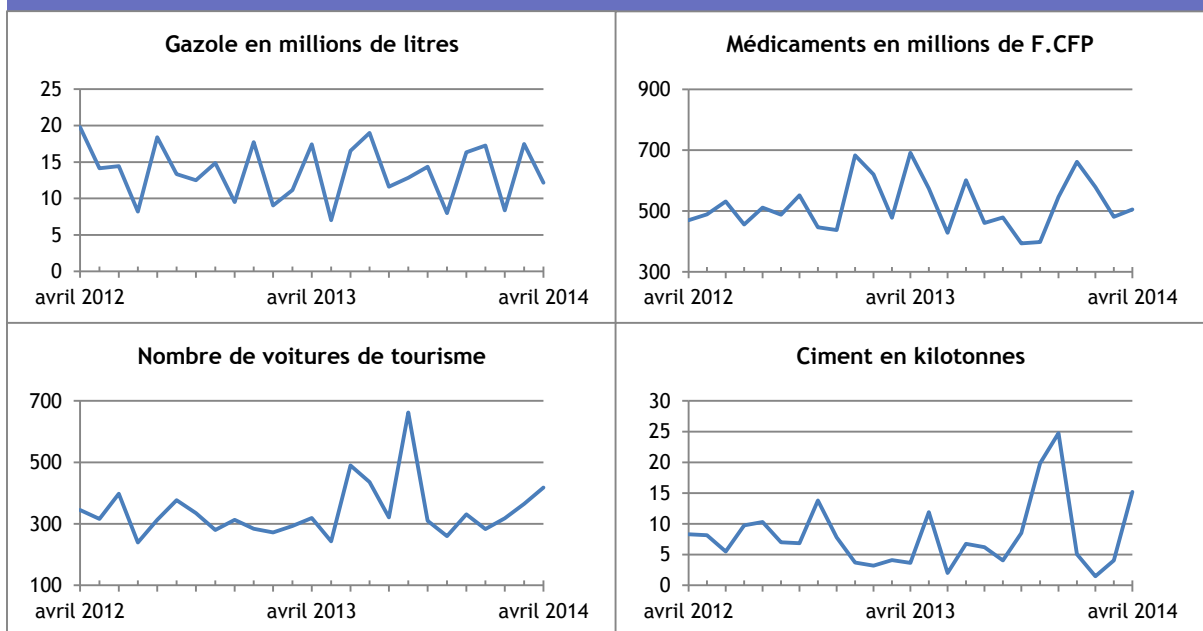 Gazole en millions de litres
25
20
15
10
5
0
avril 2012 avril 2013 avril 2014
Médicaments en millions de F.CFP
900
700
500
300
avril 2012 avril 2013 avril 2014
Nombre de voitures de tourisme
700
500
300
100
avril 2012 avril 2013 avril 2014
Ciment en kilotonnes
30
25
20
15
10
5
0
avril 2012 avril 2013 avril 2014